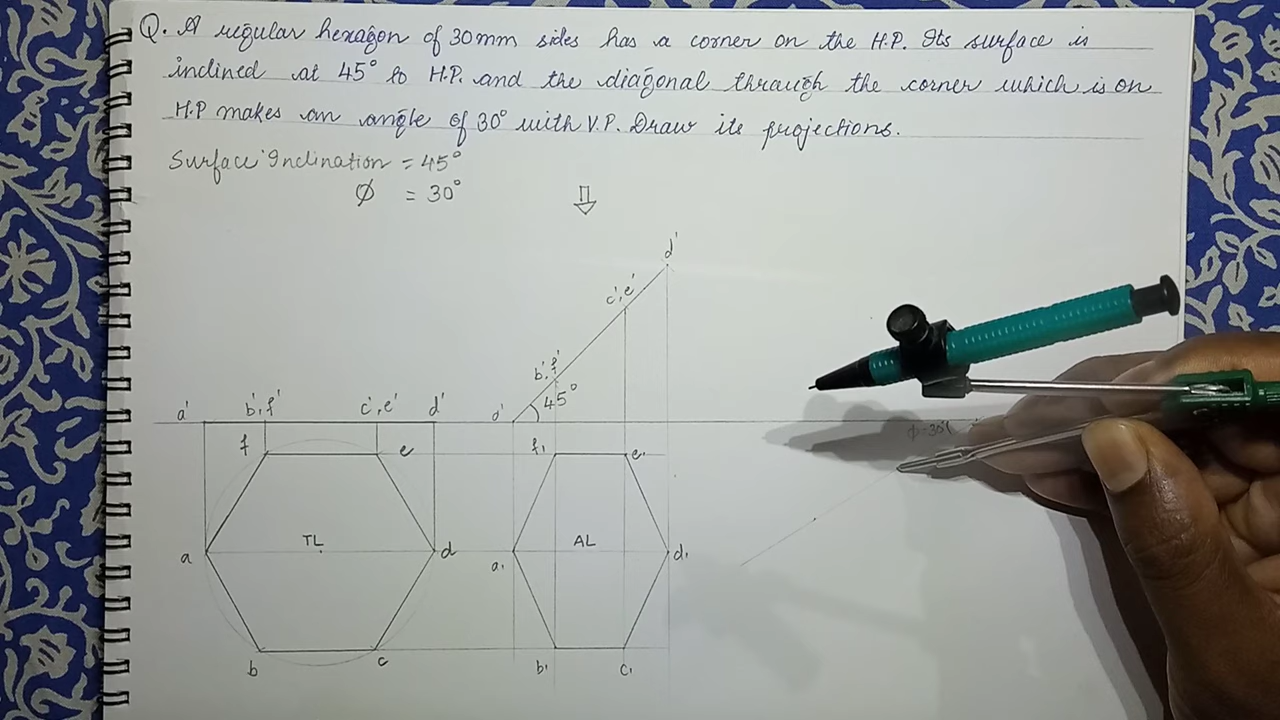 Q. A regular hexagon of 30mm sides has a corner on the H.P. Its surface is
inclined at 45° to H.P. and the diagonal through the corner which is on
H.P makes an angle of 30° with V.P. Draw its projections.
Surface Inclination = 45°
Ø = 30°
d'
c', e'
b', f'
45°
a' b', f' c', e' d' a'
Ø=30°
f e f₁ e₁
TL AL
a d a₁ d₁
b c b₁ c₁